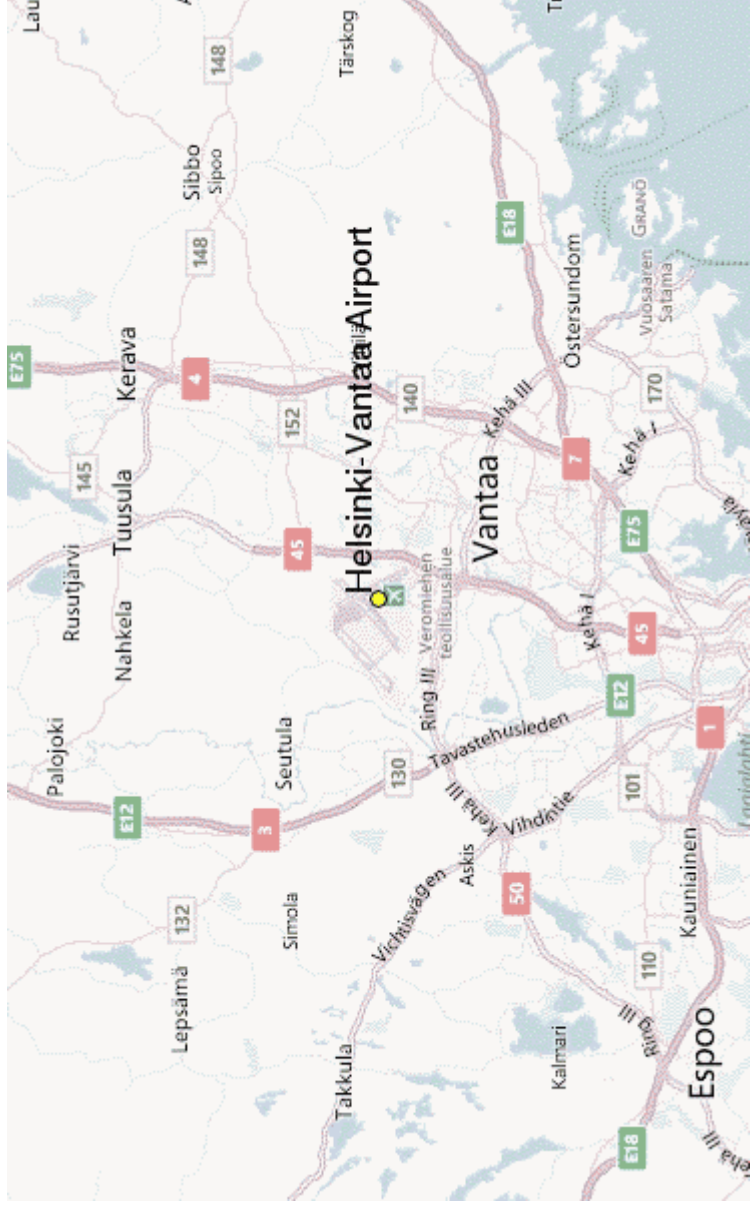 E75
Lau
Palojoki
Rusutjärvi
145
E12
Nahkela
Tuusula
Kerava
Lepsämä
132
4
148
Sibbo
Sipoo
148
3
Simola
Seutula
45
152
Takkula
Helsinki-Vantaa Airport
Tärskog
Vichtisvägen
130
140
Ring III
Veromiehen
teollisuusalue
Askis
Kehä III
Tavastehusleden
Vantaa
Kehä III
E18
50
Vihdintie
Kalmari
7
Östersundom
Kehä I
E12
E18
Ring III
110
101
45
E75
Kehä I
170
GRANÖ
Vuosaaren
Satama
Espoo
Kauniainen
1
Kehä III